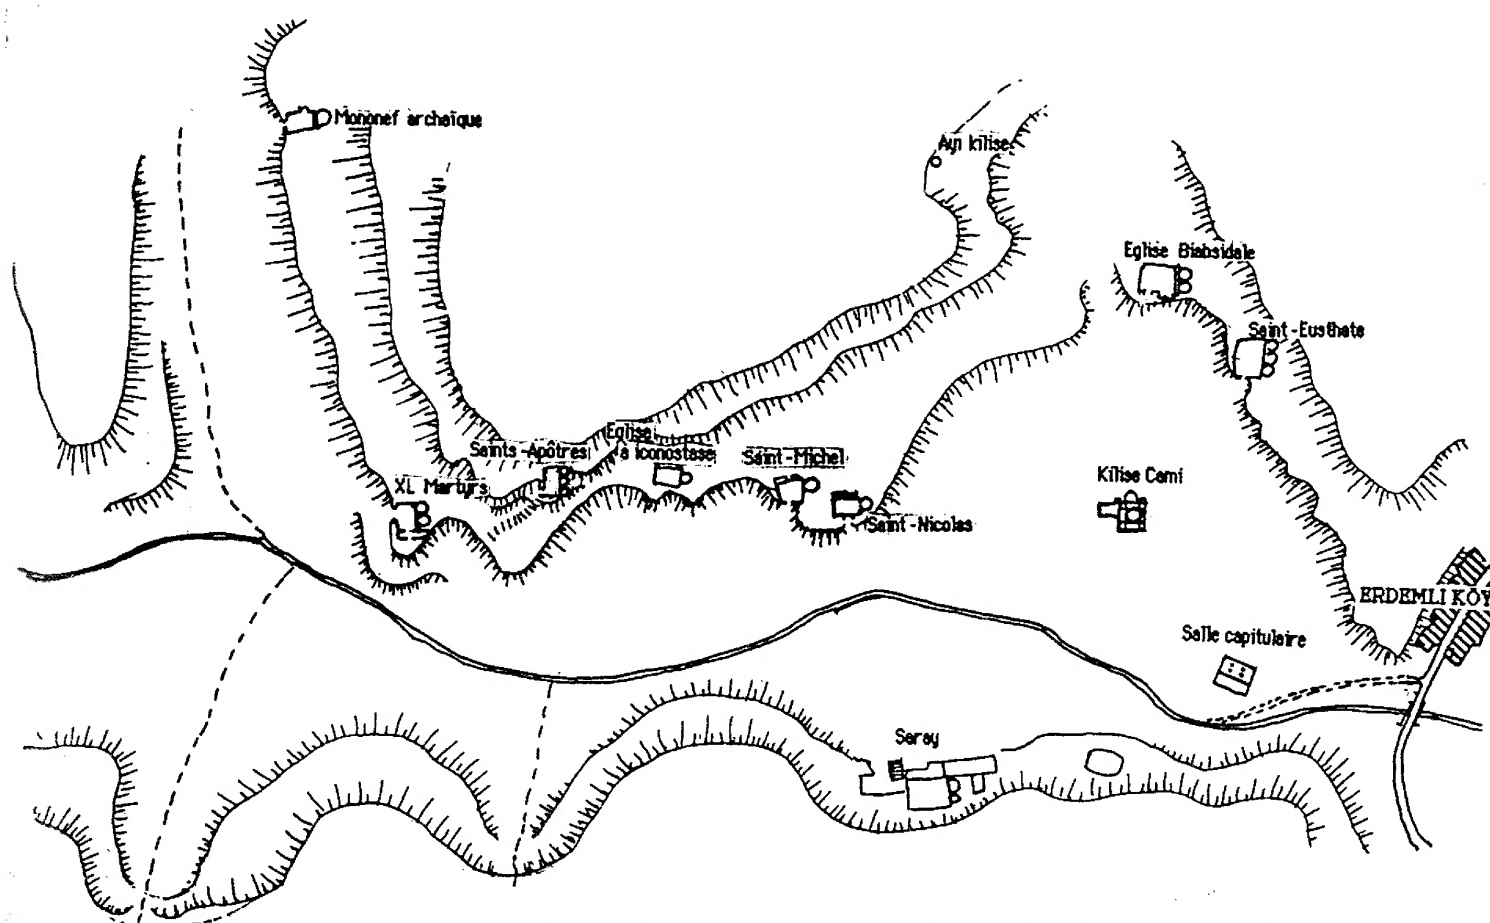 Mononef archaïque
Ayı kilise
Eglise Biabsidale
Saint-Eusthate
Eglise
à iconostase
Saints-Apôtres
Saint-Michel
XL Martyrs
Kilise Cami
Saint-Nicolas
ERDEMLI KÖY
Salle capitulaire
Saray